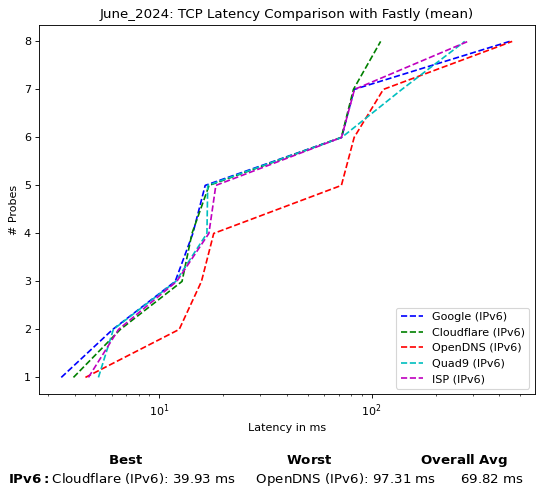 June_2024: TCP Latency Comparison with Fastly (mean)
# Probes
8
7
6
5
4
3
2
1
Google (IPv6)
Cloudflare (IPv6)
OpenDNS (IPv6)
Quad9 (IPv6)
ISP (IPv6)
10¹ 10²
Latency in ms
Best Worst Overall Avg
IPv6: Cloudflare (IPv6): 39.93 ms OpenDNS (IPv6): 97.31 ms 69.82 ms